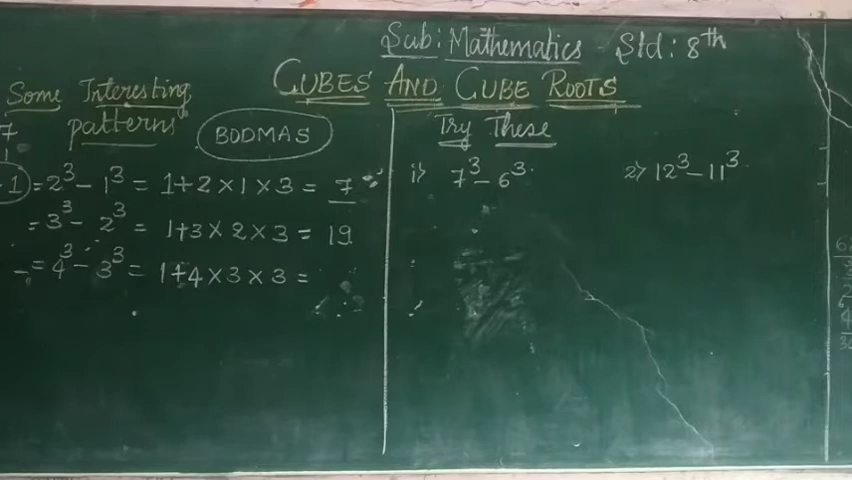 Sub: Mathematics Std: 8th
CUBES AND CUBE ROOTS
Some Interesting
patterns
BODMAS
7
1 = 2³ - 1³ = 1+2×1×3 = 7
= 3³ - 2³ = 1+3×2×3 = 19
= 4³ - 3³ = 1+4×3×3 =
Try These
1) 7³ - 6³.
2) 12³ - 11³.